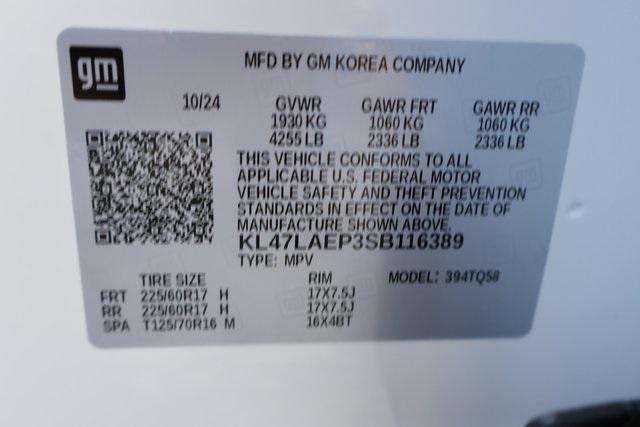 gm
MFD BY GM KOREA COMPANY
10/24 GVWR GAWR FRT GAWR RR
1930 KG 1060 KG 1060 KG
4255 LB 2336 LB 2336 LB
THIS VEHICLE CONFORMS TO ALL
APPLICABLE U.S. FEDERAL MOTOR
VEHICLE SAFETY AND THEFT PREVENTION
STANDARDS IN EFFECT ON THE DATE OF
MANUFACTURE SHOWN ABOVE.
KL47LAEP3SB116389
TYPE: MPV
TIRE SIZE RIM MODEL: 394TQ58
FRT 225/60R17 H 17X7.5J
RR 225/60R17 H 17X7.5J
SPA T125/70R16 M 16X4BT